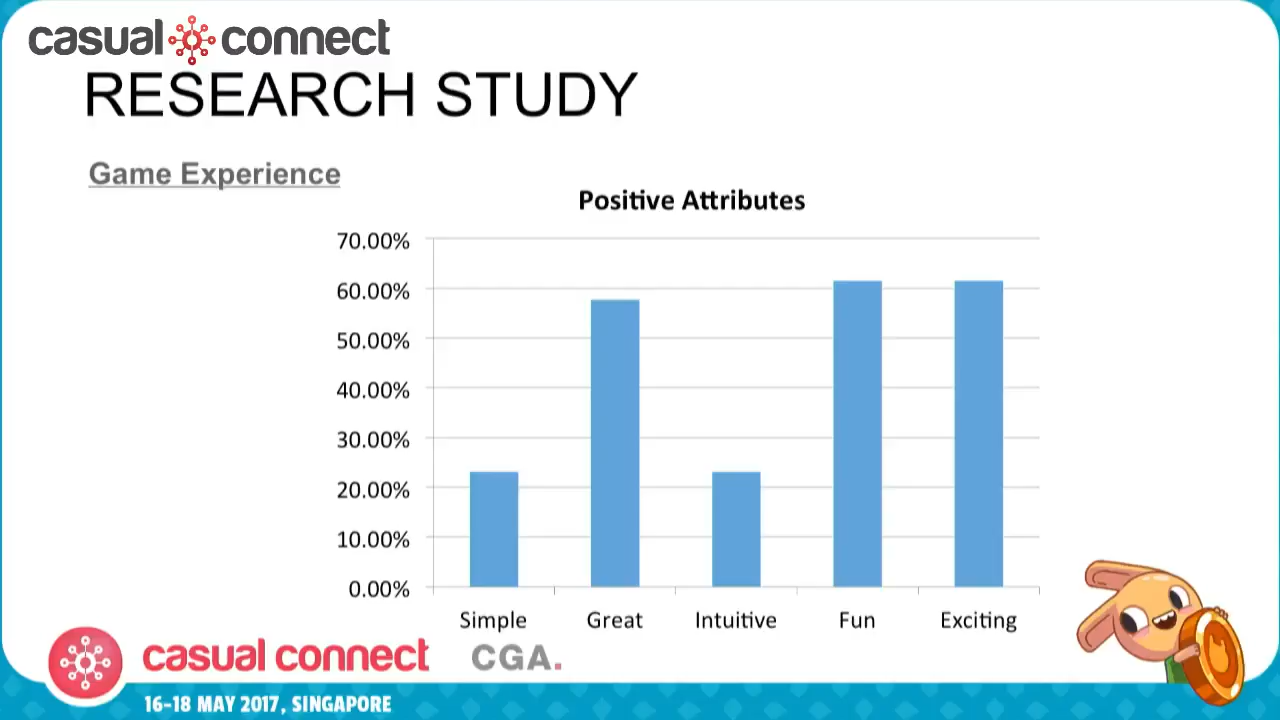 casual connect
RESEARCH STUDY
Game Experience
Positive Attributes
70.00%
60.00%
50.00%
40.00%
30.00%
20.00%
10.00%
0.00%
Simple Great Intuitive Fun Exciting
casual connect CGA.
16-18 MAY 2017, SINGAPORE